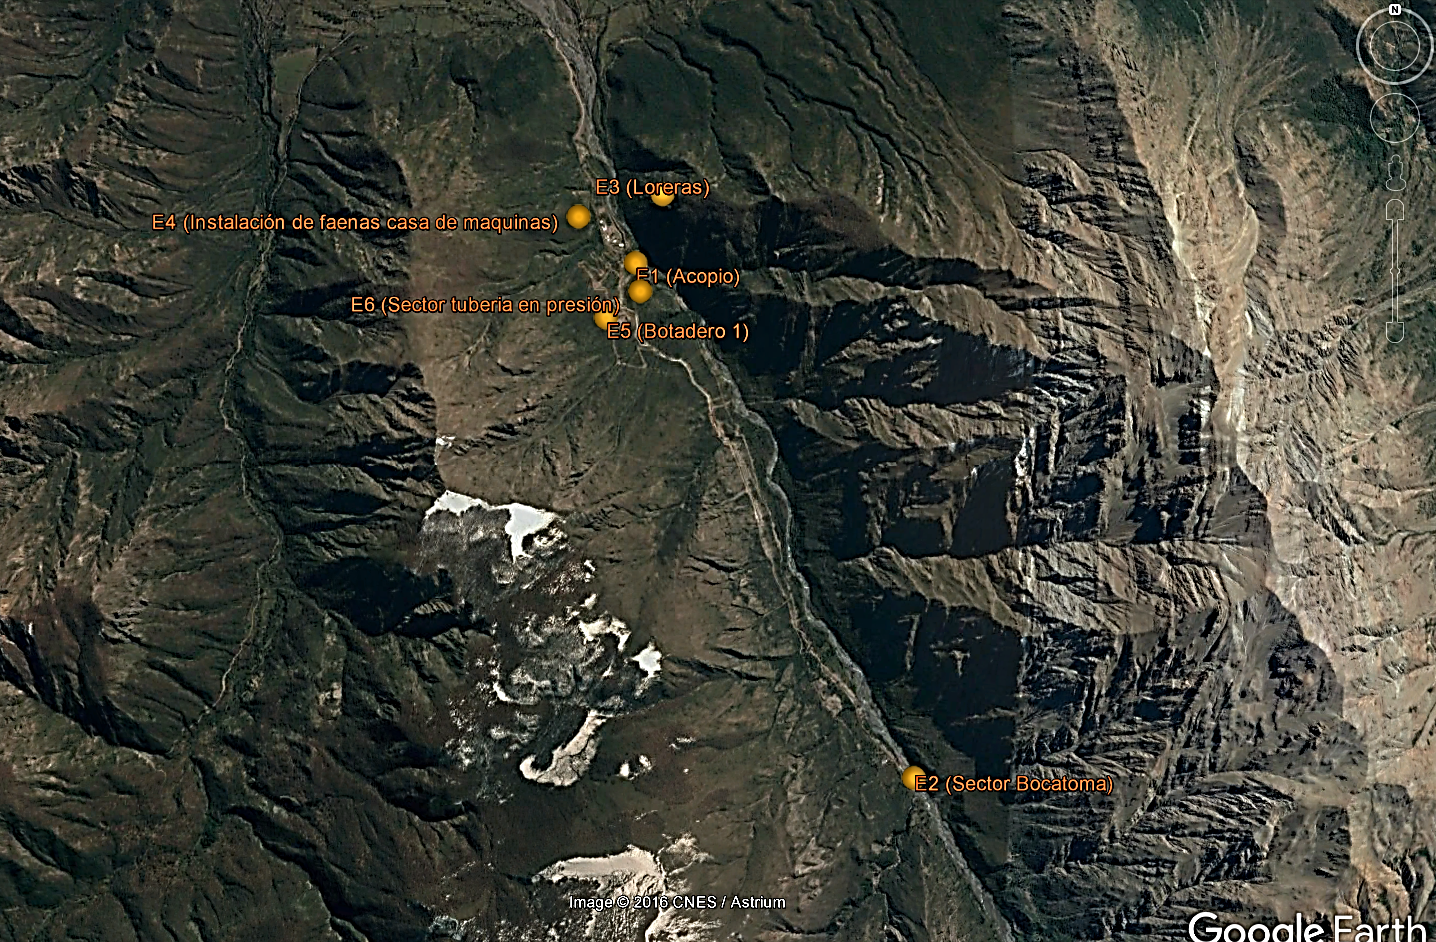 N
E3 (Loreras)
E4 (Instalación de faenas casa de maquinas)
E1 (Acopio)
E6 (Sector tuberia en presión)
E5 (Botadero 1)
E2 (Sector Bocatoma)
Image © 2016 CNES / Astrium
Google Earth